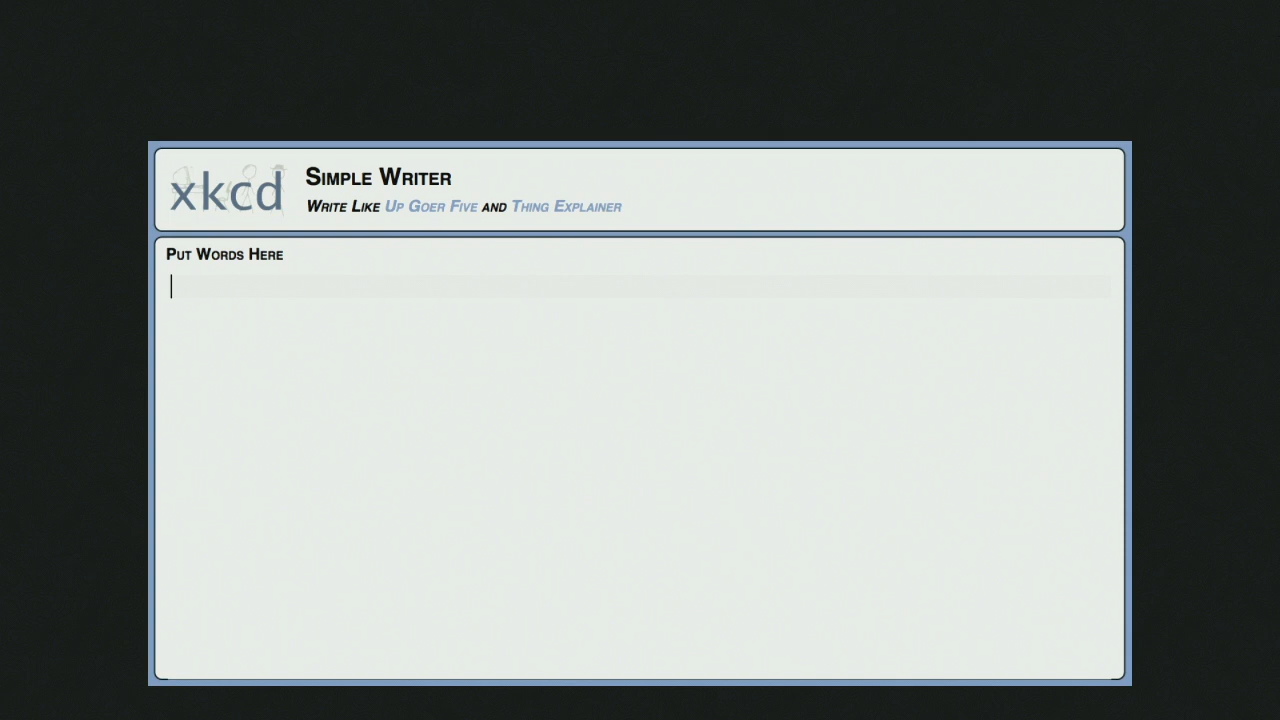 xkcd
Simple Writer
Write Like Up Goer Five and Thing Explainer
Put Words Here